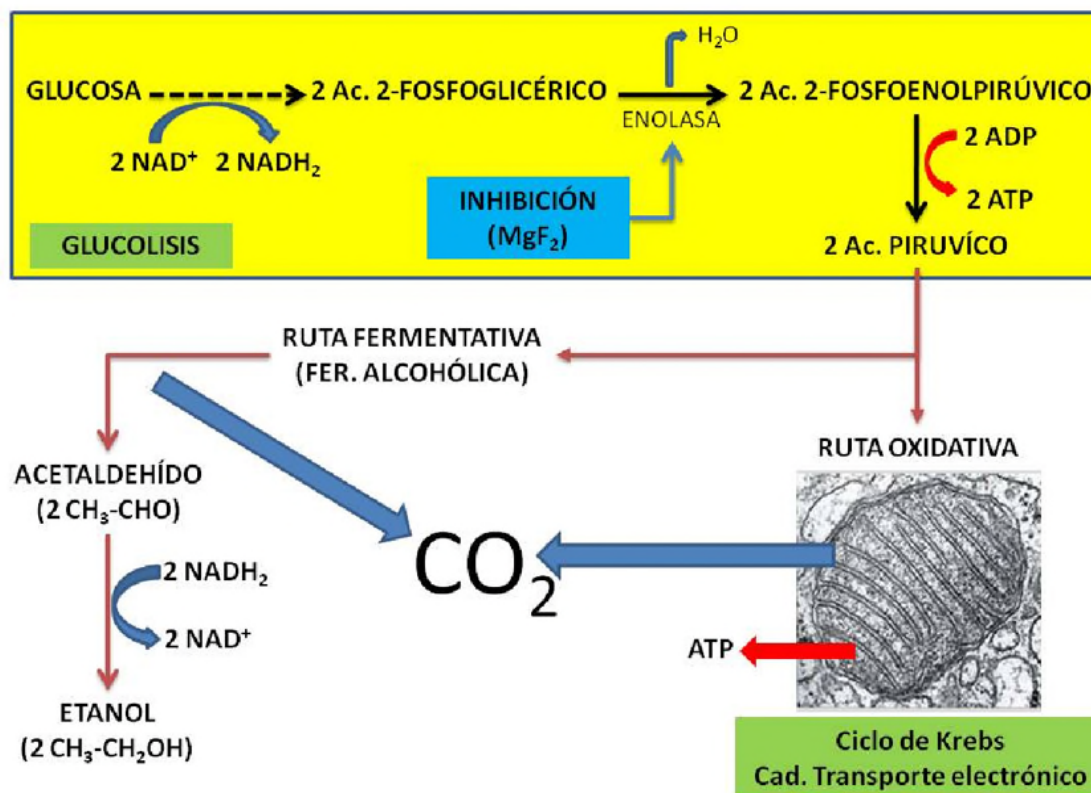 H₂O
GLUCOSA
2 Ac. 2-FOSFOGLICÉRICO
2 Ac. 2-FOSFOENOLPIRÚVICO
ENOLASA
2 NAD⁺ 2 NADH₂
2 ADP
2 ATP
INHIBICIÓN
(MgF₂)
GLUCOLISIS
2 Ac. PIRUVÍCO
RUTA FERMENTATIVA
(FER. ALCOHÓLICA)
RUTA OXIDATIVA
ACETALDEHÍDO
(2 CH₃-CHO)
CO₂
2 NADH₂
2 NAD⁺
ATP
ETANOL
(2 CH₃-CH₂OH)
Ciclo de Krebs
Cad. Transporte electrónico